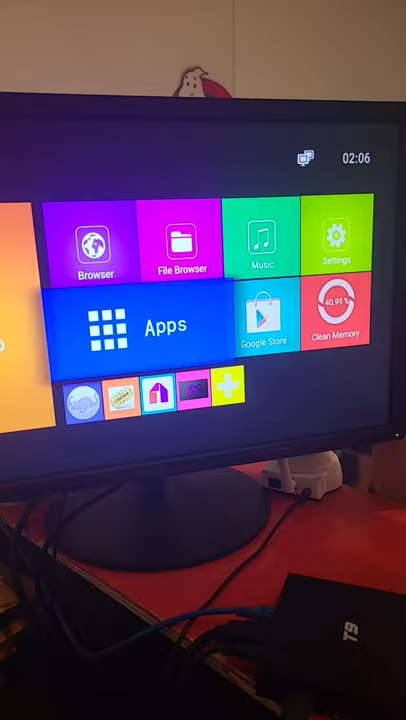 02:06
Browser
File Browser
Music
Settings
Apps
Google Store
40.99 %
Clean Memory
T9